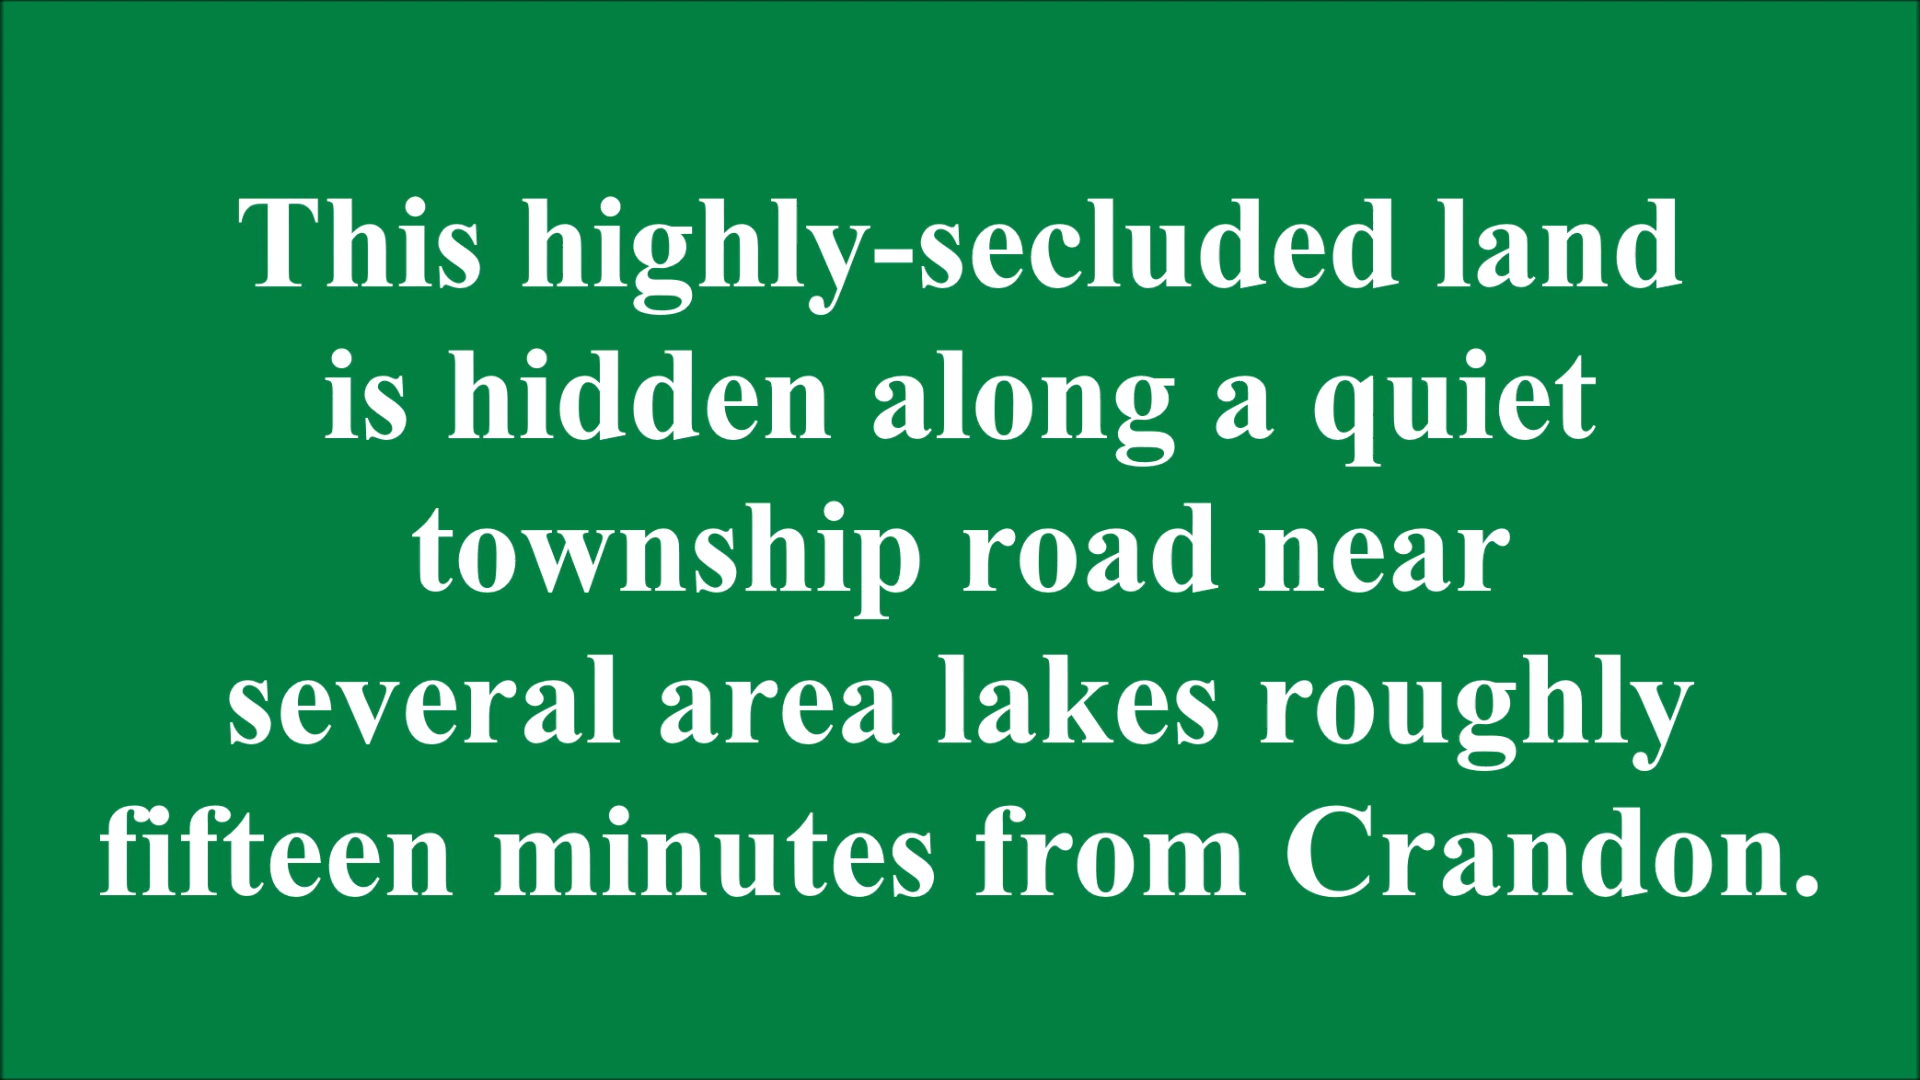 This highly-secluded land
is hidden along a quiet
township road near
several area lakes roughly
fifteen minutes from Crandon.